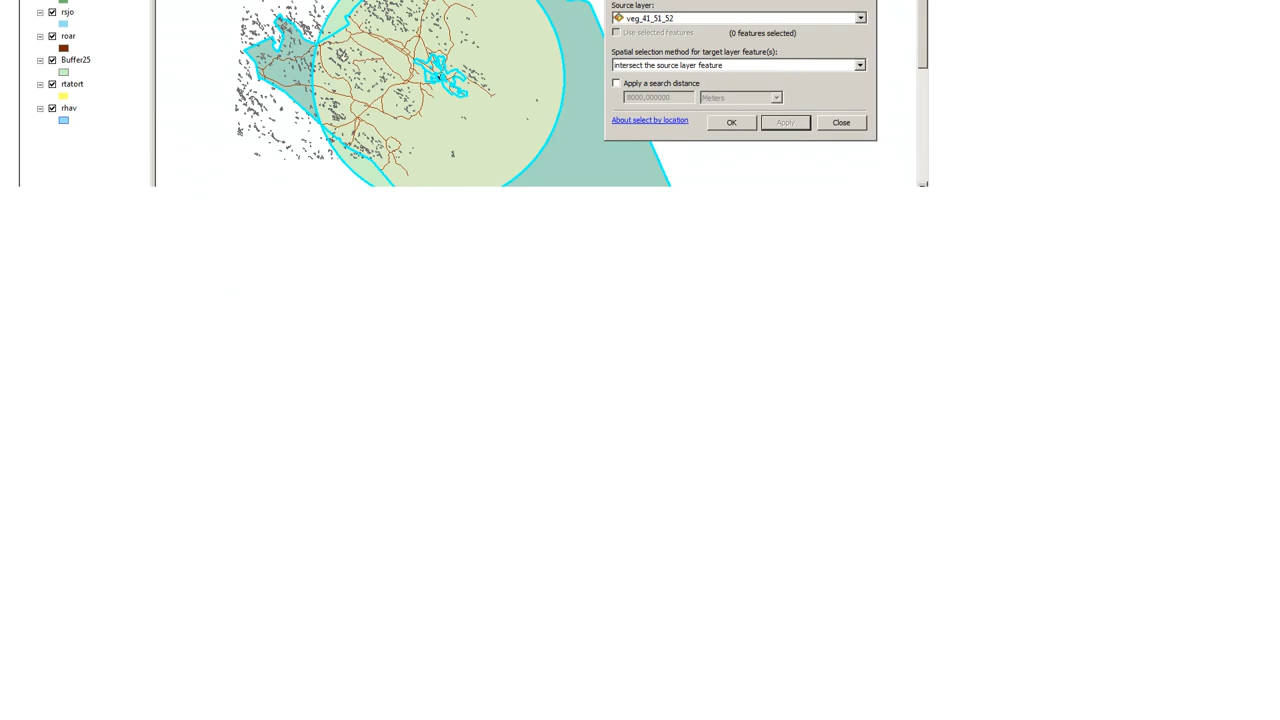 Source layer:
rsjo
veg_41_51_52
Use selected features
(0 features selected)
roar
Spatial selection method for target layer feature(s):
Buffer25
intersect the source layer feature
rtatort
Apply a search distance
8000,000000
Meters
rhav
About select by location
OK
Apply
Close